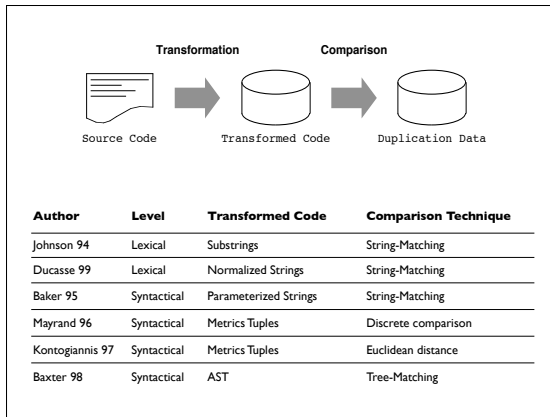 Transformation Comparison
Source Code Transformed Code Duplication Data
Author Level Transformed Code Comparison Technique
Johnson 94 Lexical Substrings String-Matching
Ducasse 99 Lexical Normalized Strings String-Matching
Baker 95 Syntactical Parameterized Strings String-Matching
Mayrand 96 Syntactical Metrics Tuples Discrete comparison
Kontogiannis 97 Syntactical Metrics Tuples Euclidean distance
Baxter 98 Syntactical AST Tree-Matching